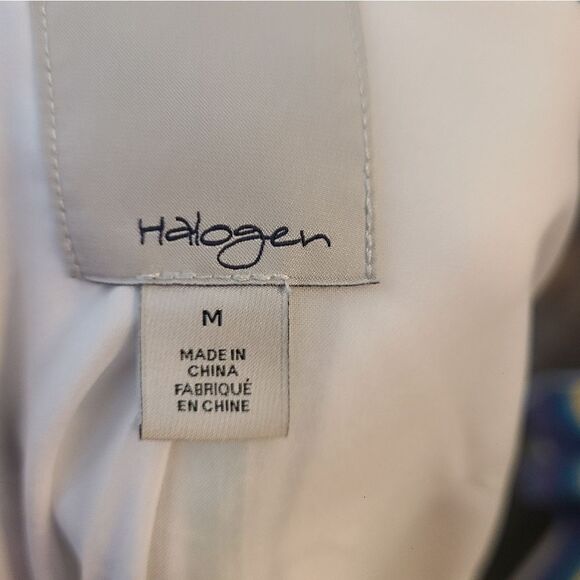 Halogen
M
MADE IN
CHINA
FABRIQUÉ
EN CHINE